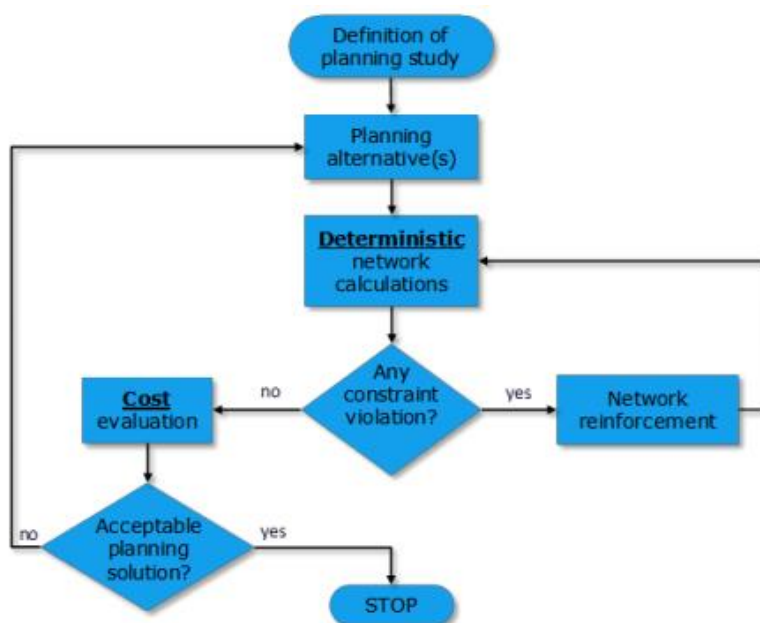 Definition of
planning study
Planning
alternative(s)
Deterministic
network
calculations
Any
constraint
violation?
no
yes
Cost
evaluation
Network
reinforcement
Acceptable
planning
solution?
no
yes
STOP